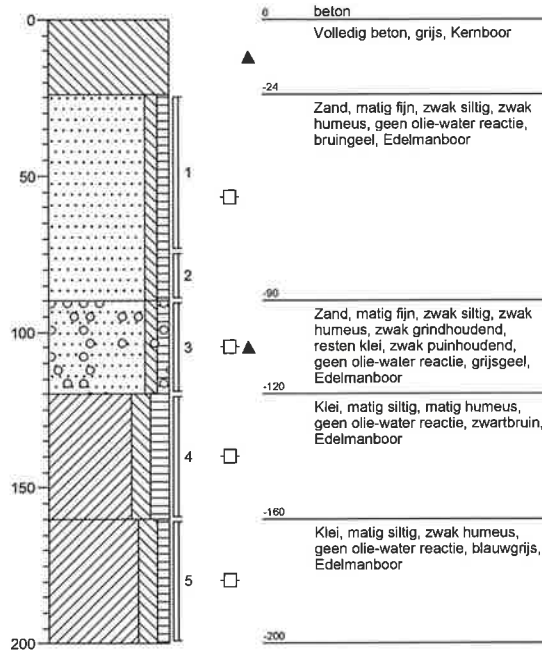 0
50
100
150
200
1
2
3
4
5
0
beton
Volledig beton, grijs, Kernboor
-24
Zand, matig fijn, zwak siltig, zwak
humeus, geen olie-water reactie,
bruingeel, Edelmanboor
-90
Zand, matig fijn, zwak siltig, zwak
humeus, zwak grindhoudend,
resten klei, zwak puinhoudend,
geen olie-water reactie, grijsgeel,
Edelmanboor
-120
Klei, matig siltig, matig humeus,
geen olie-water reactie, zwartbruin,
Edelmanboor
-160
Klei, matig siltig, zwak humeus,
geen olie-water reactie, blauwgrijs,
Edelmanboor
-200